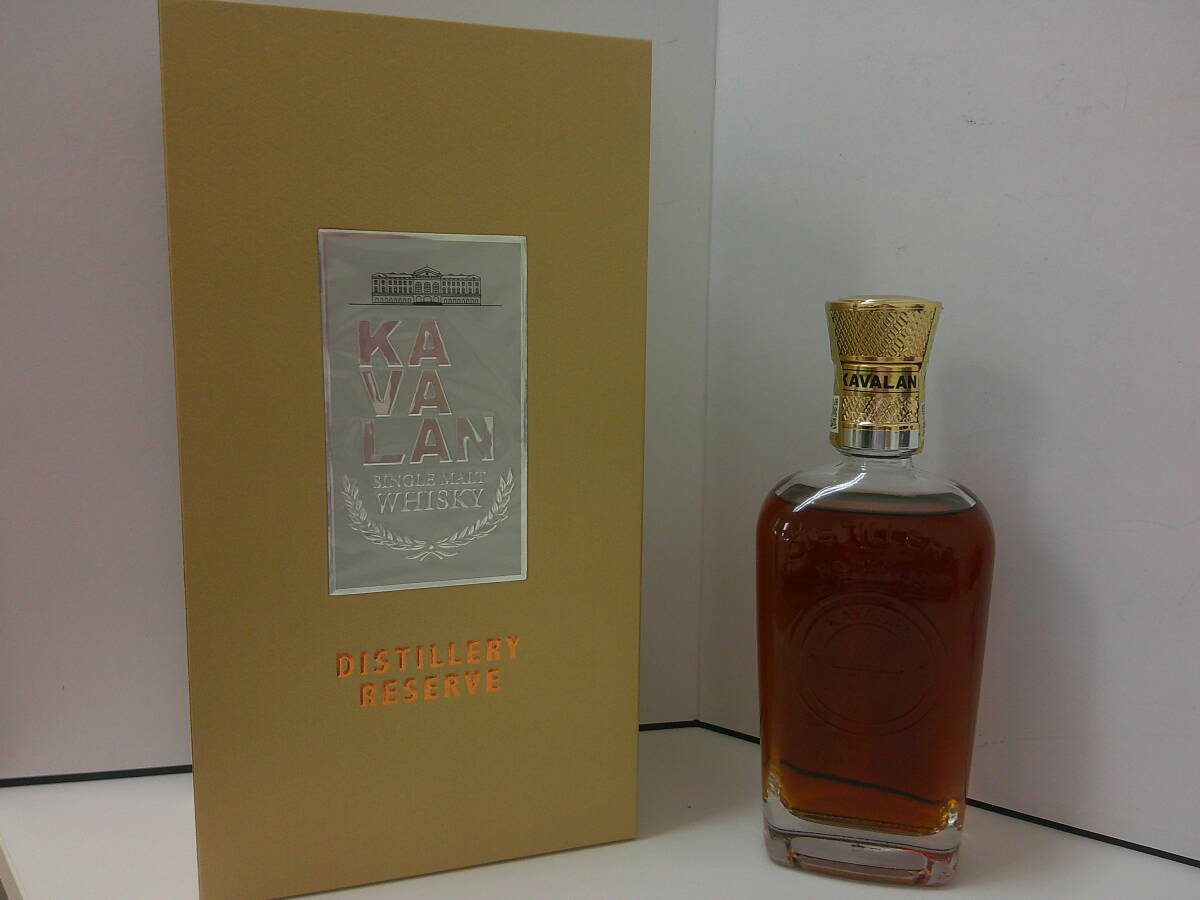 KA
VA
LAN
SINGLE MALT
WHISKY
DISTILLERY
RESERVE
KAVALAN